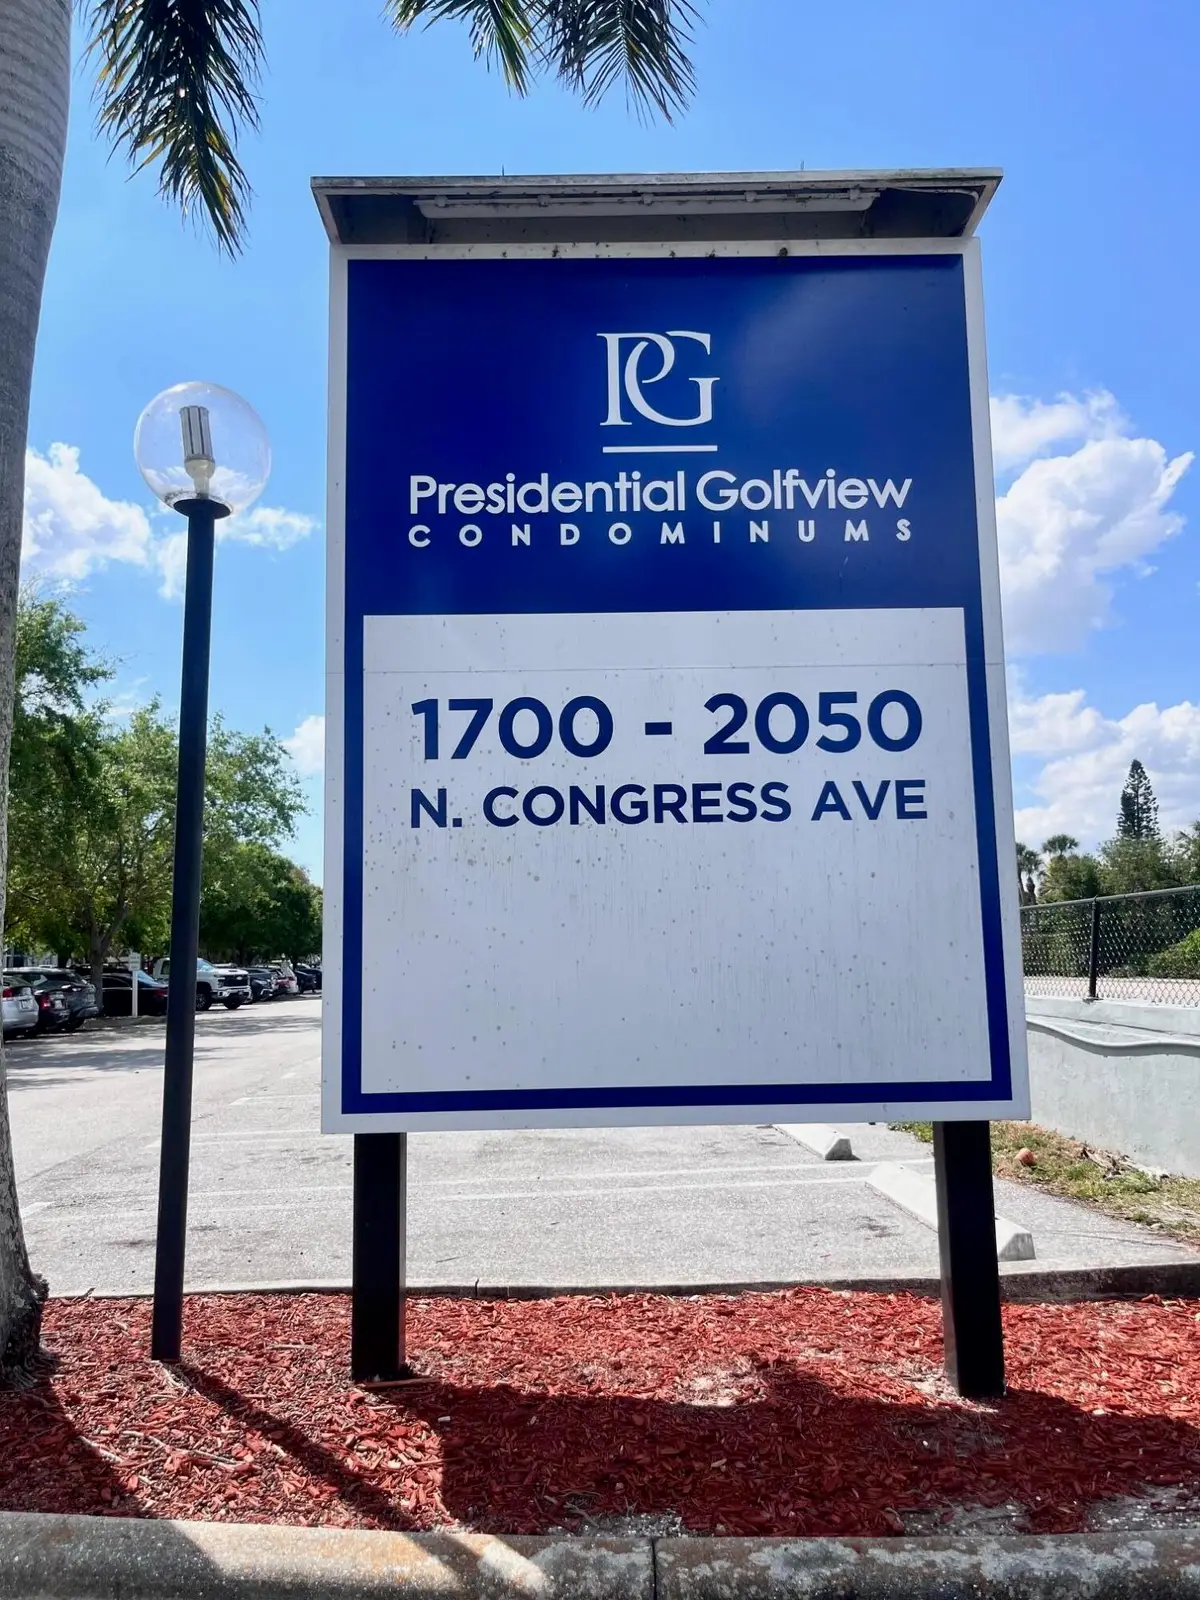 PG
Presidential Golfview
CONDOMINUMS
1700 - 2050
N. CONGRESS AVE